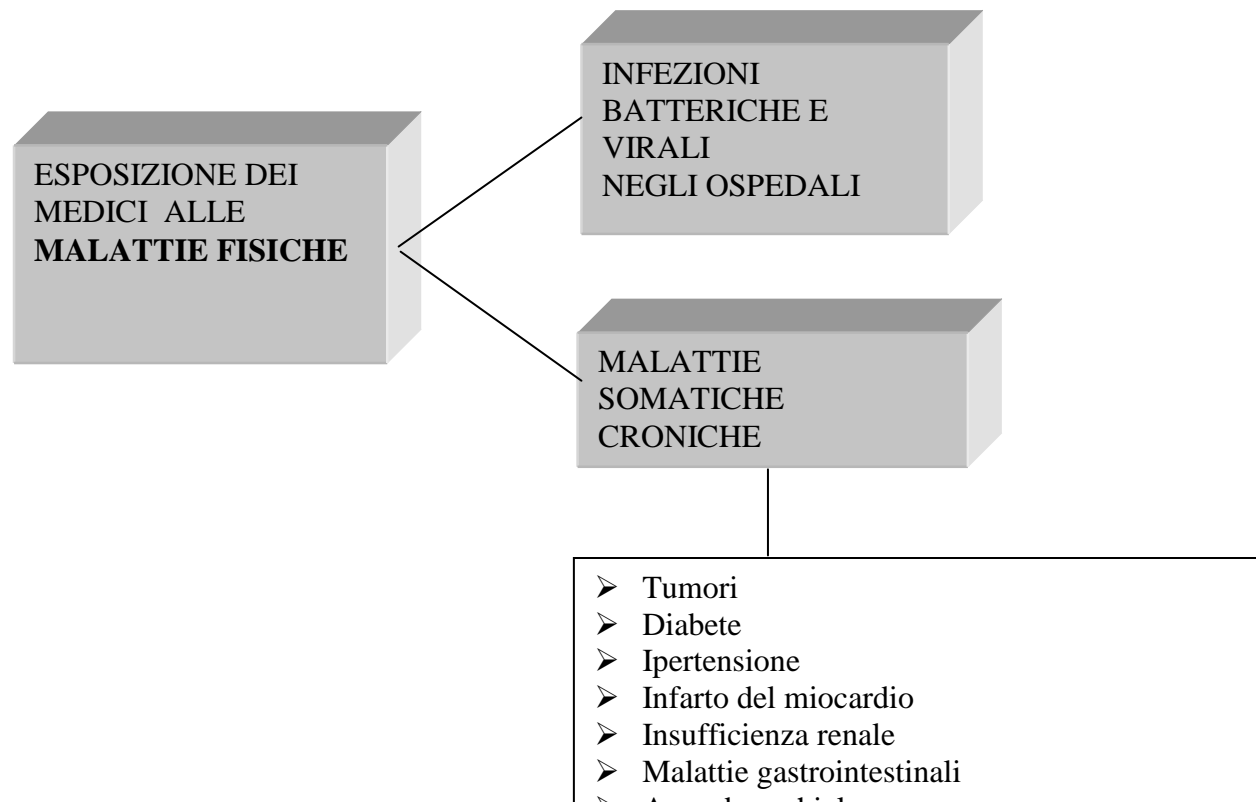 INFEZIONI
BATTERICHE E
VIRALI
NEGLI OSPEDALI
ESPOSIZIONE DEI
MEDICI ALLE
MALATTIE FISICHE
MALATTIE
SOMATICHE
CRONICHE
➢ Tumori
➢ Diabete
➢ Ipertensione
➢ Infarto del miocardio
➢ Insufficienza renale
➢ Malattie gastrointestinali